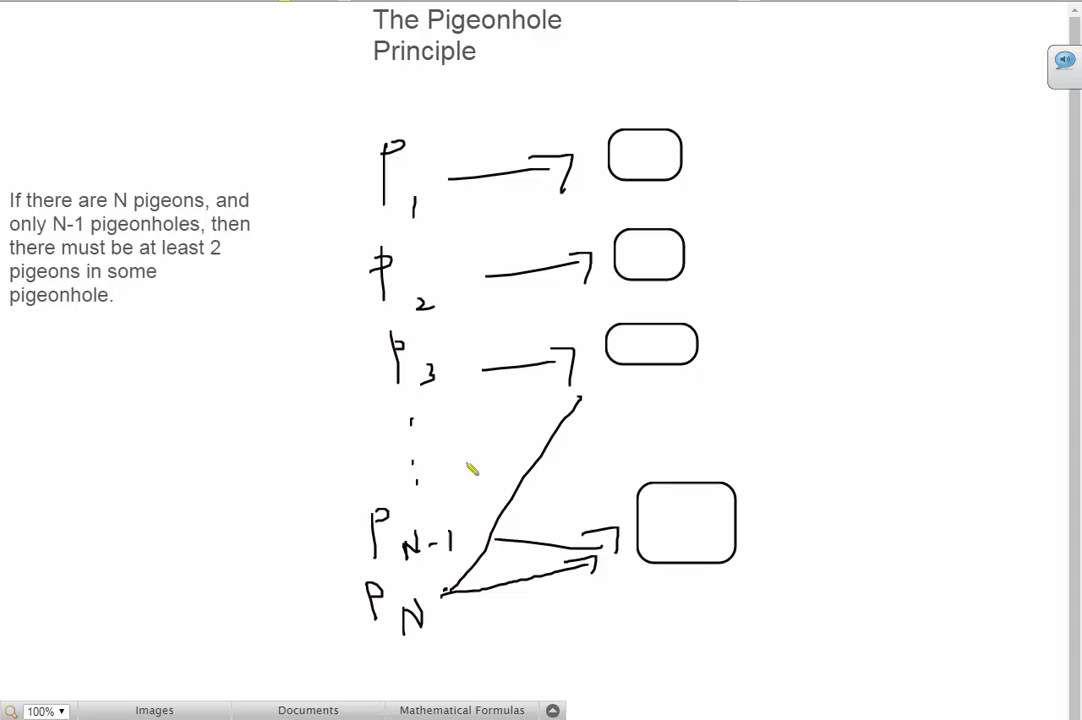 The Pigeonhole
Principle
If there are N pigeons, and
only N-1 pigeonholes, then
there must be at least 2
pigeons in some
pigeonhole.
P1
P2
P3
PN-1
PN
100%
Images
Documents
Mathematical Formulas